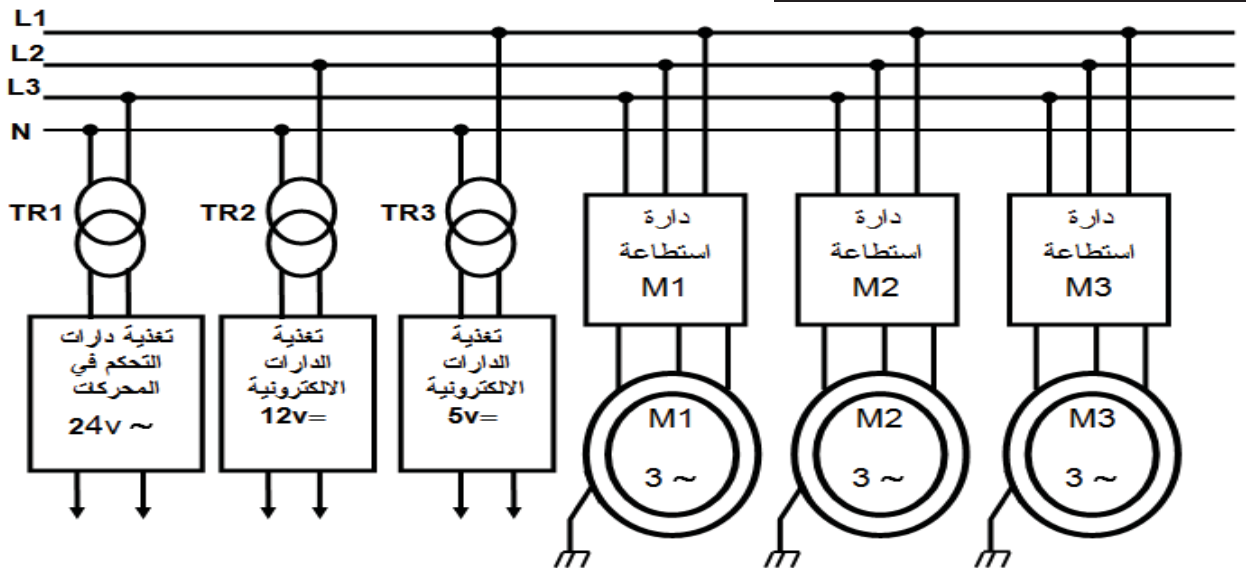 L1
L2
L3
N
TR1
TR2
TR3
تغذية دارات
التحكم في
المحركات
24v ~
تغذية
الدارات
الالكترونية
12v=
تغذية
الدارات
الالكترونية
5v=
دارة
استطاعة
M1
دارة
استطاعة
M2
دارة
استطاعة
M3
M1
3 ~
M2
3 ~
M3
3 ~